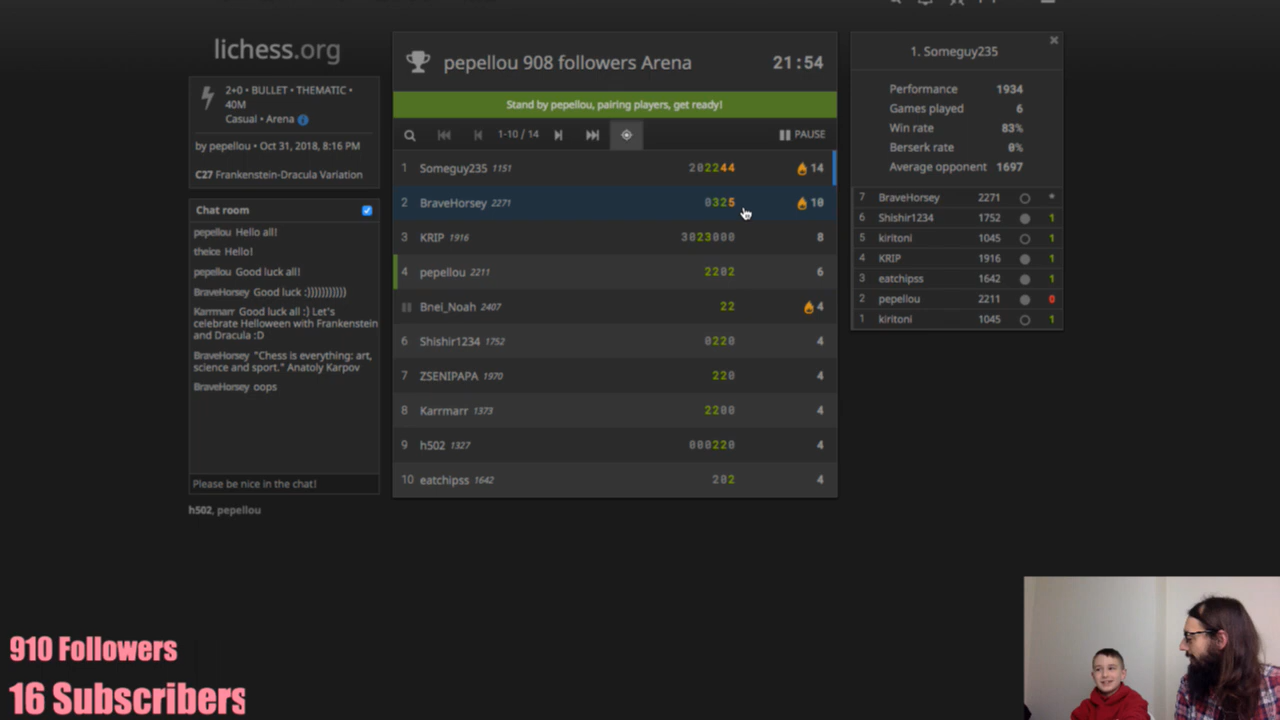 lichess.org
2+0 • BULLET • THEMATIC •
40M
Casual • Arena
by pepellou • Oct 31, 2018, 8:16 PM
C27 Frankenstein-Dracula Variation
Chat room
pepellou Hello all!
theice Hello!
pepellou Good luck all!
BraveHorsey Good luck :)))))))))))
Karrmarr Good luck all :) Let's
celebrate Helloween with Frankenstein
and Dracula :D
BraveHorsey "Chess is everything: art,
science and sport." Anatoly Karpov
BraveHorsey oops
Please be nice in the chat!
h502, pepellou
pepellou 908 followers Arena 21:54
Stand by pepellou, pairing players, get ready!
1-10 / 14 PAUSE
1 Someguy235 1151 202244 14
2 BraveHorsey 2271 0325 10
3 KRIP 1916 3023000 8
4 pepellou 2211 2202 6
Bnei_Noah 2407 22 4
6 Shishir1234 1752 0220 4
7 ZSENIPAPA 1970 220 4
8 Karrmarr 1373 2200 4
9 h502 1327 000220 4
10 eatchipss 1642 202 4
1. Someguy235
Performance 1934
Games played 6
Win rate 83%
Berserk rate 0%
Average opponent 1697
7 BraveHorsey 2271 *
6 Shishir1234 1752 1
5 kiritoni 1045 1
4 KRIP 1916 1
3 eatchipss 1642 1
2 pepellou 2211 0
1 kiritoni 1045 1
910 Followers
16 Subscribers